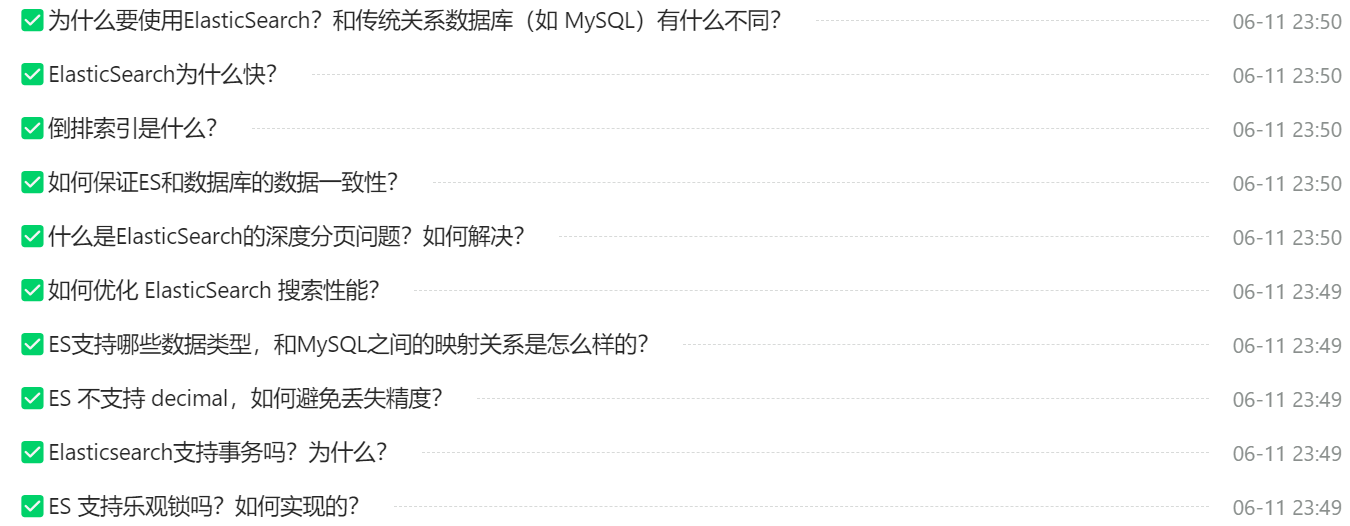 为什么要使用ElasticSearch？和传统关系数据库（如 MySQL）有什么不同？ 06-11 23:50
ElasticSearch为什么快？ 06-11 23:50
倒排索引是什么？ 06-11 23:50
如何保证ES和数据库的数据一致性？ 06-11 23:50
什么是ElasticSearch的深度分页问题？如何解决？ 06-11 23:50
如何优化 ElasticSearch 搜索性能？ 06-11 23:49
ES支持哪些数据类型，和MySQL之间的映射关系是怎么样的？ 06-11 23:49
ES 不支持 decimal，如何避免丢失精度？ 06-11 23:49
Elasticsearch支持事务吗？为什么？ 06-11 23:49
ES 支持乐观锁吗？如何实现的？ 06-11 23:49